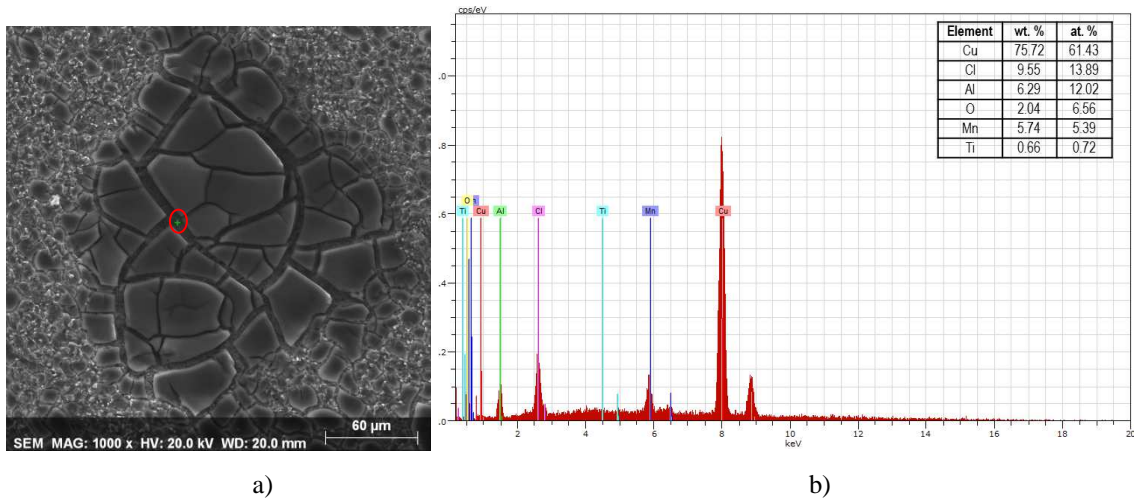 cps/eV
Element wt. % at. %
Cu 75.72 61.43
Cl 9.55 13.89
Al 6.29 12.02
O 2.04 6.56
Mn 5.74 5.39
Ti 0.66 0.72
.0
.8
.6
.4
.2
.0
O
Ti Cu Al Cl Ti Mn Cu
2 4 6 8 10 12 14 16 18 20
keV
SEM MAG: 1000 x HV: 20.0 kV WD: 20.0 mm 60 µm
a) b)